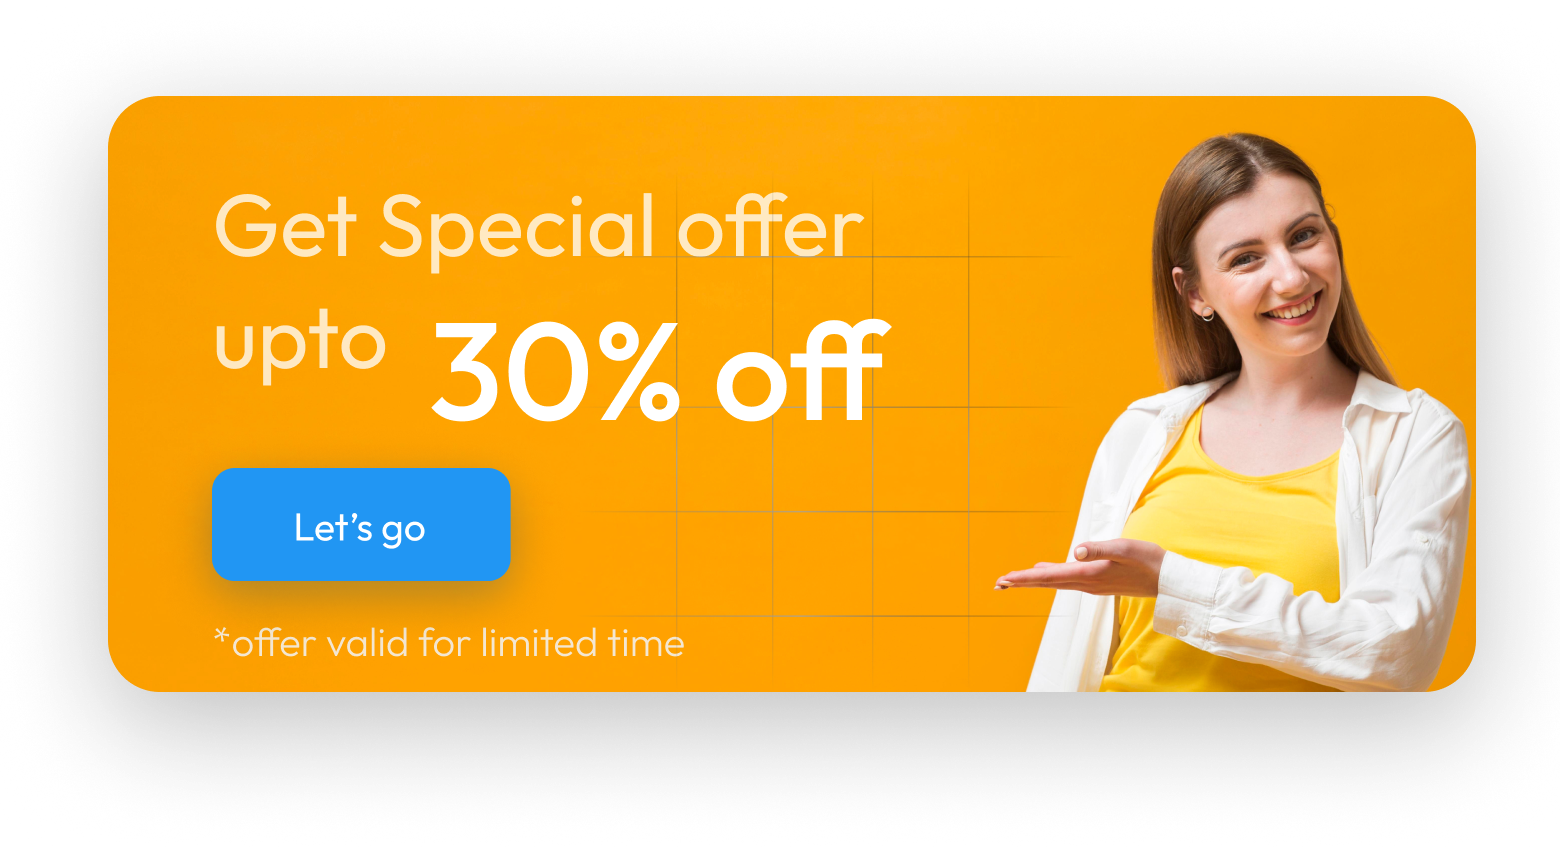 Get Special offer
upto 30% off
Let's go
*offer valid for limited time